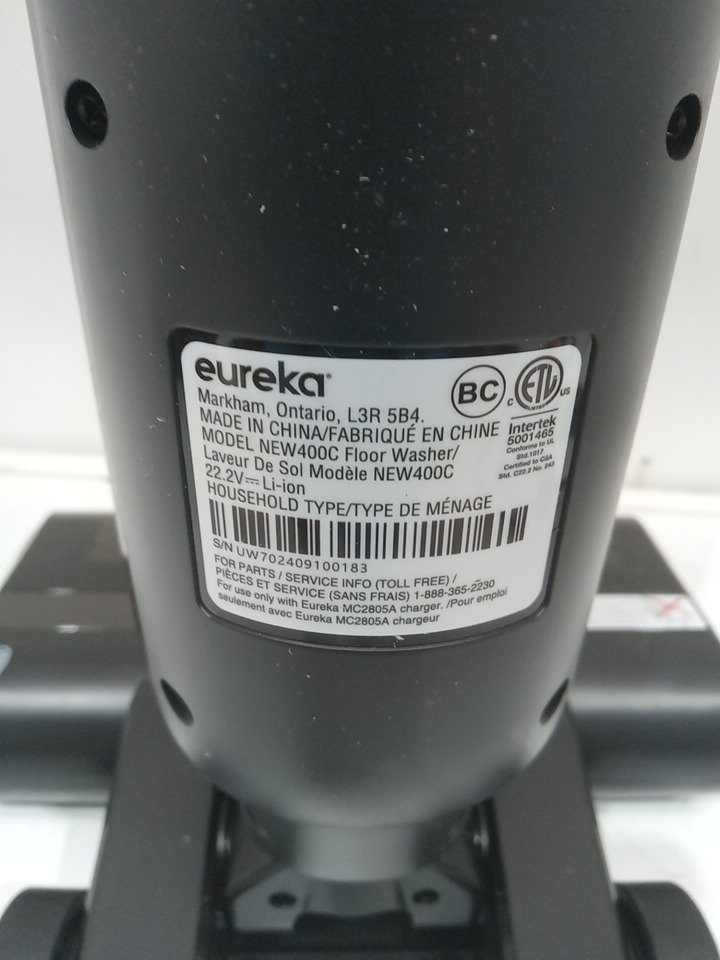 eureka®
Markham, Ontario, L3R 5B4.
MADE IN CHINA/FABRIQUÉ EN CHINE
MODEL NEW400C Floor Washer/
Laveur De Sol Modèle NEW400C
22.2V⎓ Li-ion
HOUSEHOLD TYPE/TYPE DE MÉNAGE
BC
C ETL US
Intertek
5001465
Conforms to UL
Std.1017
Certified to CSA
Std. C22.2 No. 243
S/N UW702409100183
FOR PARTS / SERVICE INFO (TOLL FREE) /
PIÈCES ET SERVICE (SANS FRAIS) 1-888-365-2230
For use only with Eureka MC2805A charger. /Pour emploi
seulement avec Eureka MC2805A chargeur